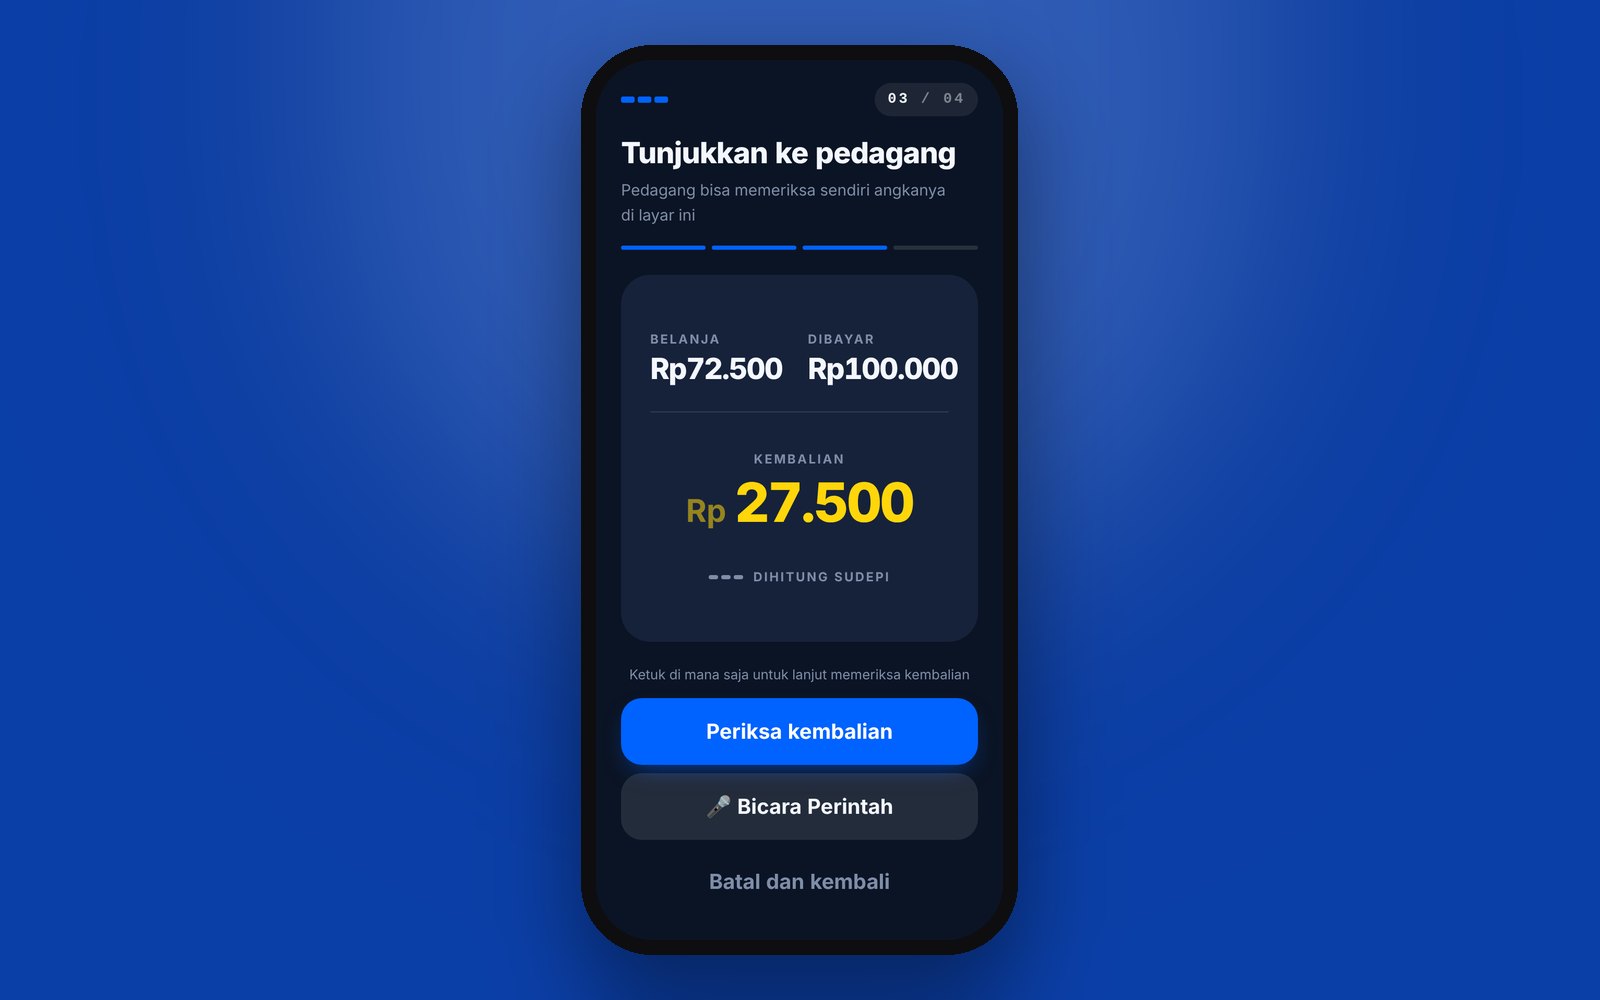 03 / 04
Tunjukkan ke pedagang
Pedagang bisa memeriksa sendiri angkanya
di layar ini
BELANJA DIBAYAR
Rp72.500 Rp100.000
KEMBALIAN
Rp 27.500
DIHITUNG SUDEPI
Ketuk di mana saja untuk lanjut memeriksa kembalian
Periksa kembalian
🎤 Bicara Perintah
Batal dan kembali